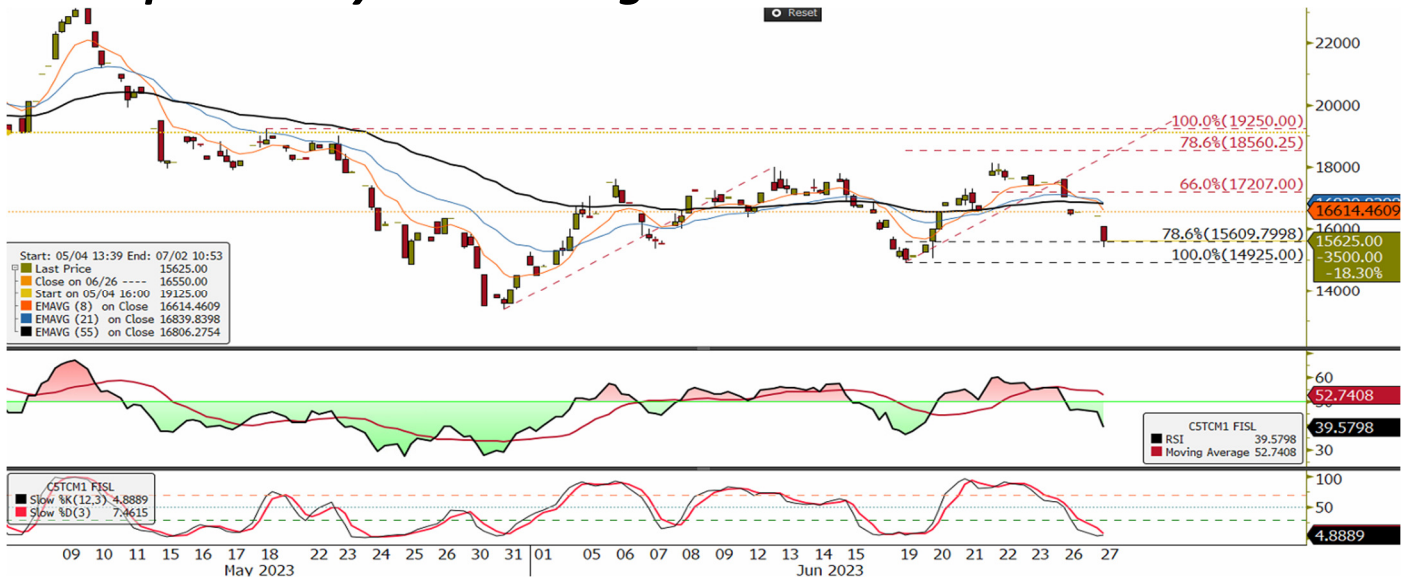 Reset
22000
20000
100.0%(19250.00)
78.6%(18560.25)
18000
66.0%(17207.00)
16614.4609
16000
78.6%(15609.7998)
15625.00
-3500.00
-18.30%
100.0%(14925.00)
14000
Start: 05/04 13:39 End: 07/02 10:53
Last Price 15625.00
Close on 06/26 ---- 16550.00
Start on 05/04 16:00 19125.00
EMAVG (8) on Close 16614.4609
EMAVG (21) on Close 16839.8398
EMAVG (55) on Close 16806.2754
60
52.7408
39.5798
30
C5TCM1 FISL
RSI 39.5798
Moving Average 52.7408
C5TCM1 FISL
Slow %K(12,3) 4.8889
Slow %D(3) 7.4615
100
50
4.8889
09 10 11 15 16 17 18 22 23 24 25 26 30 31 01 05 06 07 08 09 12 13 14 15 19 20 21 22 23 26 27
May 2023 Jun 2023